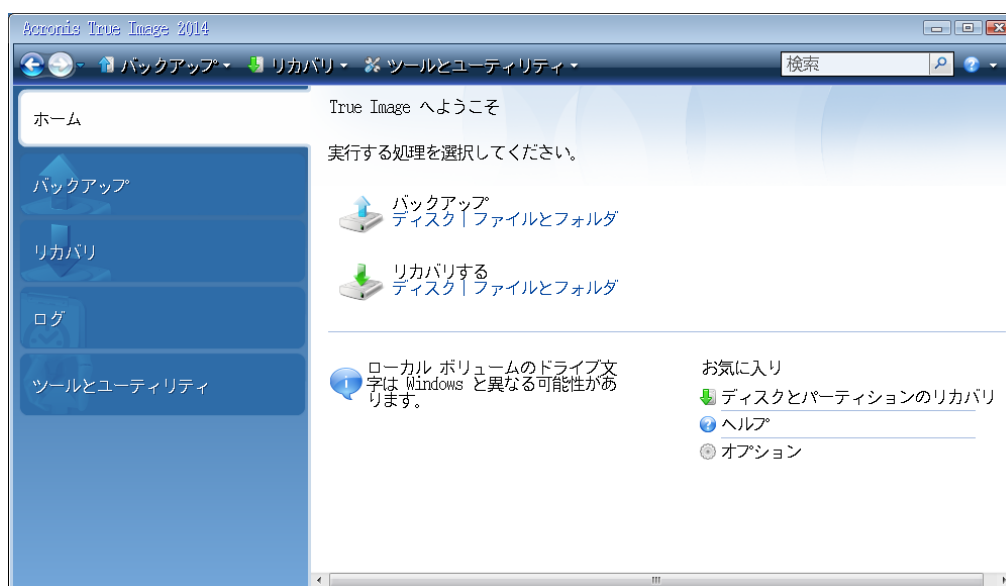 Acronis True Image 2014
バックアップ リカバリ ツールとユーティリティ 検索
ホーム
バックアップ
リカバリ
ログ
ツールとユーティリティ
True Image へようこそ
実行する処理を選択してください。
バックアップ
ディスク | ファイルとフォルダ
リカバリする
ディスク | ファイルとフォルダ
ローカル ボリュームのドライブ文
字は Windows と異なる可能性があ
ります。
お気に入り
ディスクとパーティションのリカバリ
ヘルプ
オプション